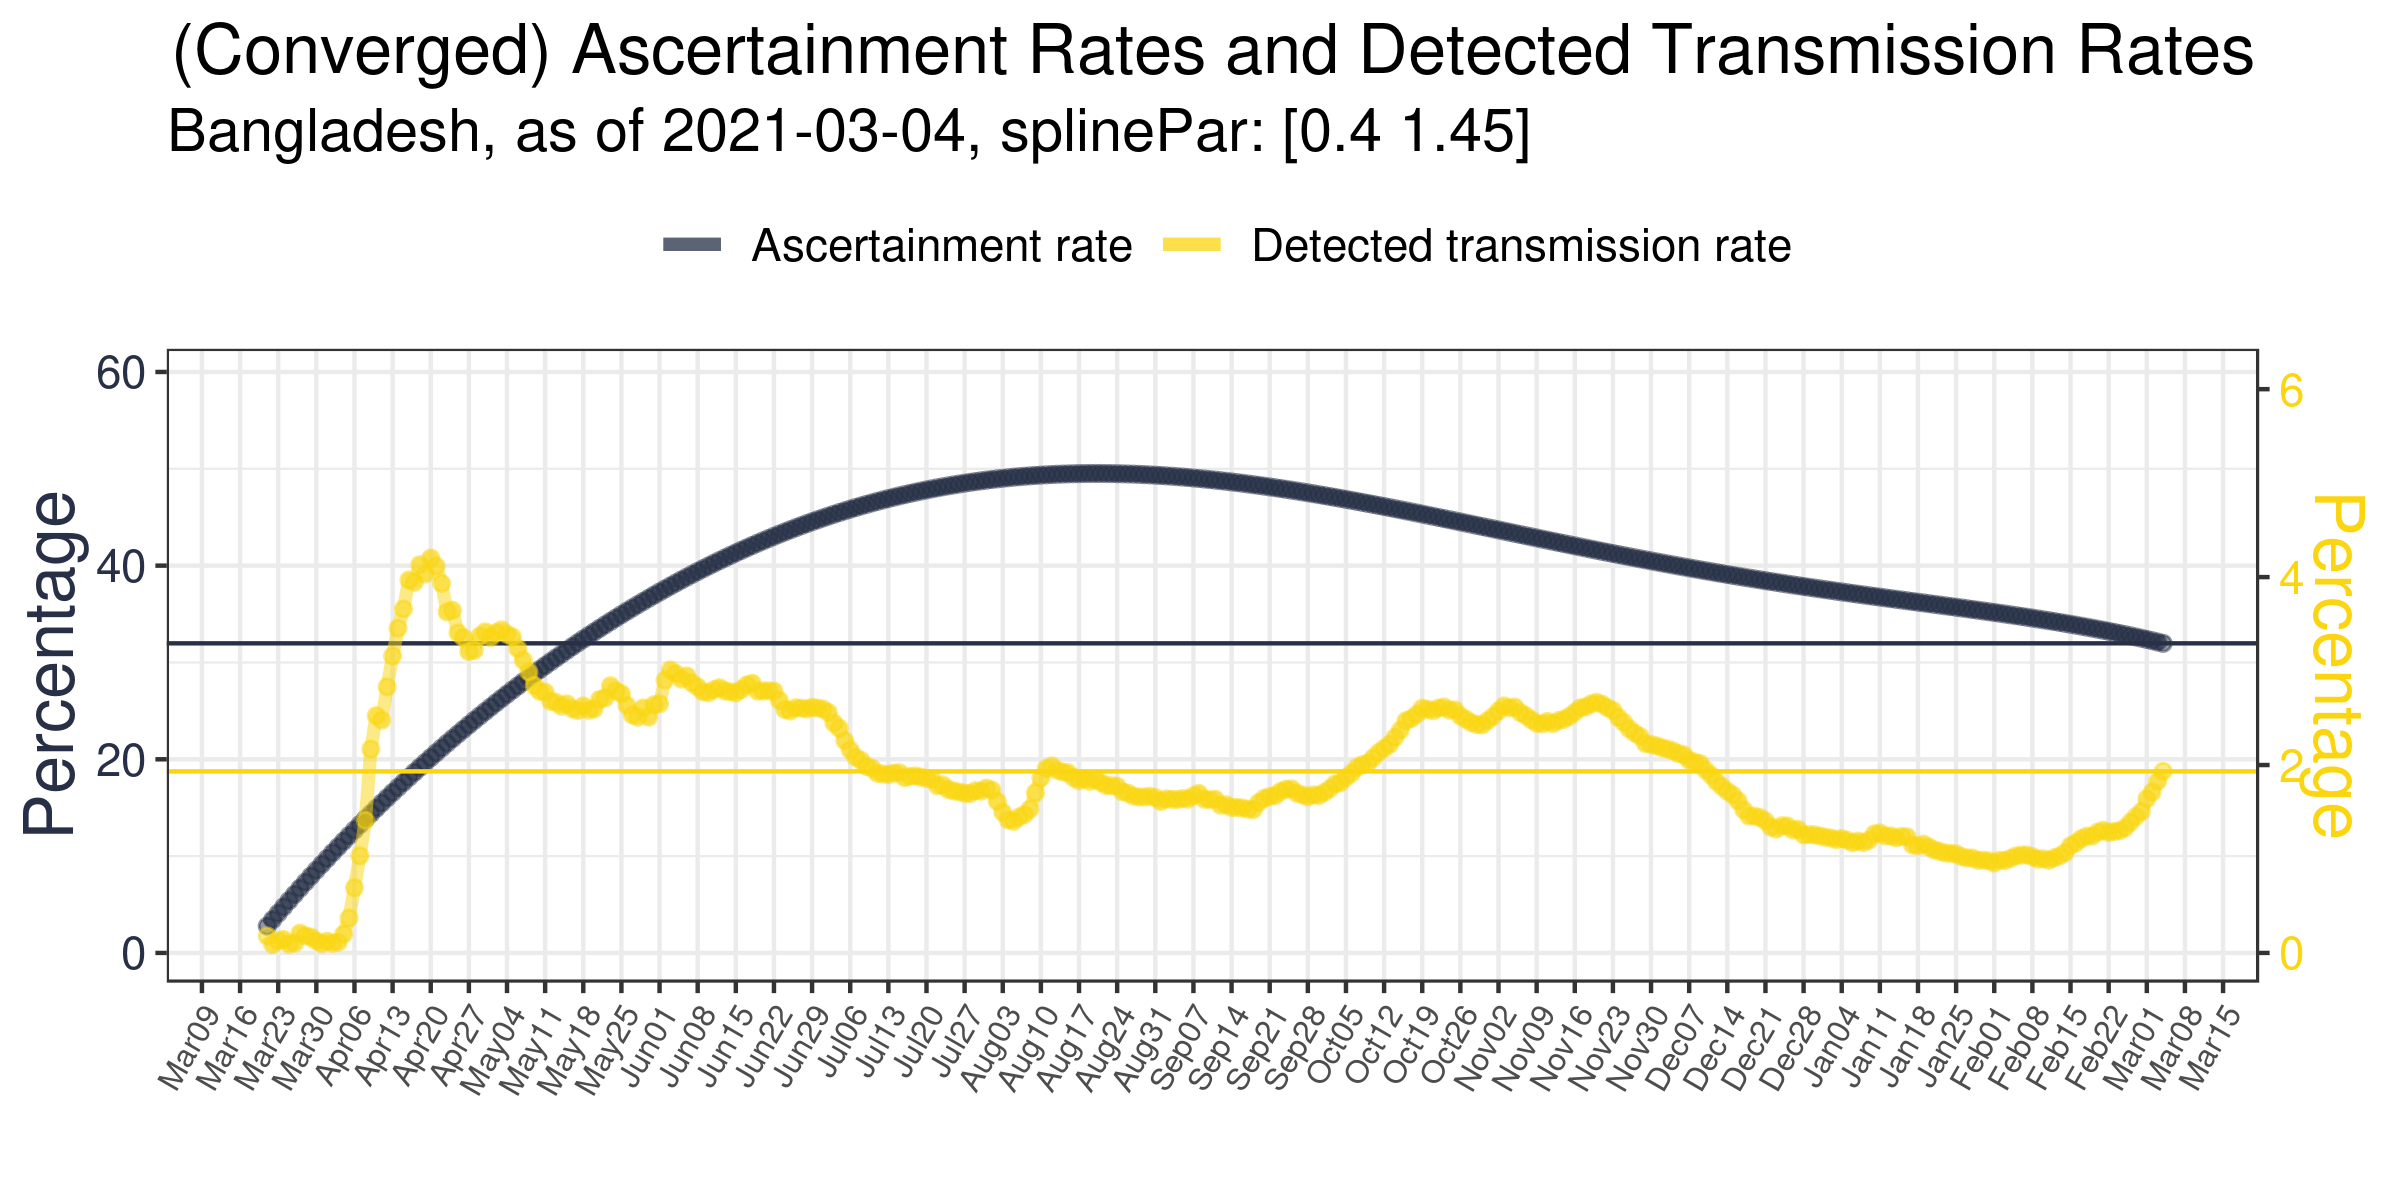 (Converged) Ascertainment Rates and Detected Transmission Rates
Bangladesh, as of 2021-03-04, splinePar: [0.4 1.45]
Ascertainment rate Detected transmission rate
Percentage
60
40
20
0
6
4
2
0
Percentage
Mar09 Mar16 Mar23 Mar30 Apr06 Apr13 Apr20 Apr27 May04 May11 May18 May25 Jun01 Jun08 Jun15 Jun22 Jun29 Jul06 Jul13 Jul20 Jul27 Aug03 Aug10 Aug17 Aug24 Aug31 Sep07 Sep14 Sep21 Sep28 Oct05 Oct12 Oct19 Oct26 Nov02 Nov09 Nov16 Nov23 Nov30 Dec07 Dec14 Dec21 Dec28 Jan04 Jan11 Jan18 Jan25 Feb01 Feb08 Feb15 Feb22 Mar01 Mar08 Mar15